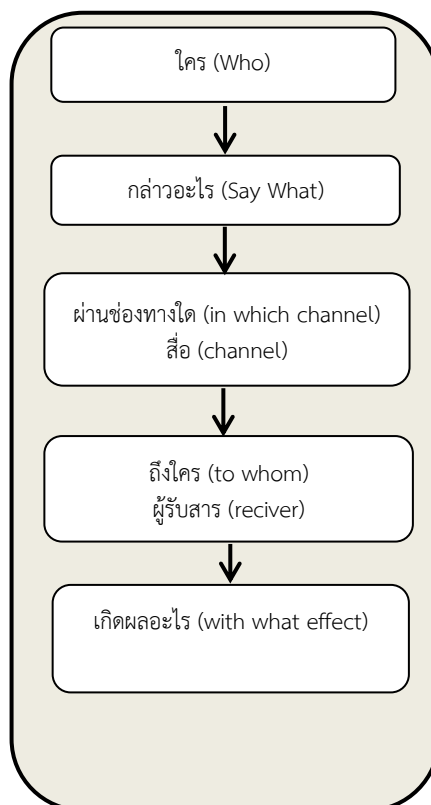 ใคร (Who)
กล่าวอะไร (Say What)
ผ่านช่องทางใด (in which channel)
สื่อ (channel)
ถึงใคร (to whom)
ผู้รับสาร (reciver)
เกิดผลอะไร (with what effect)